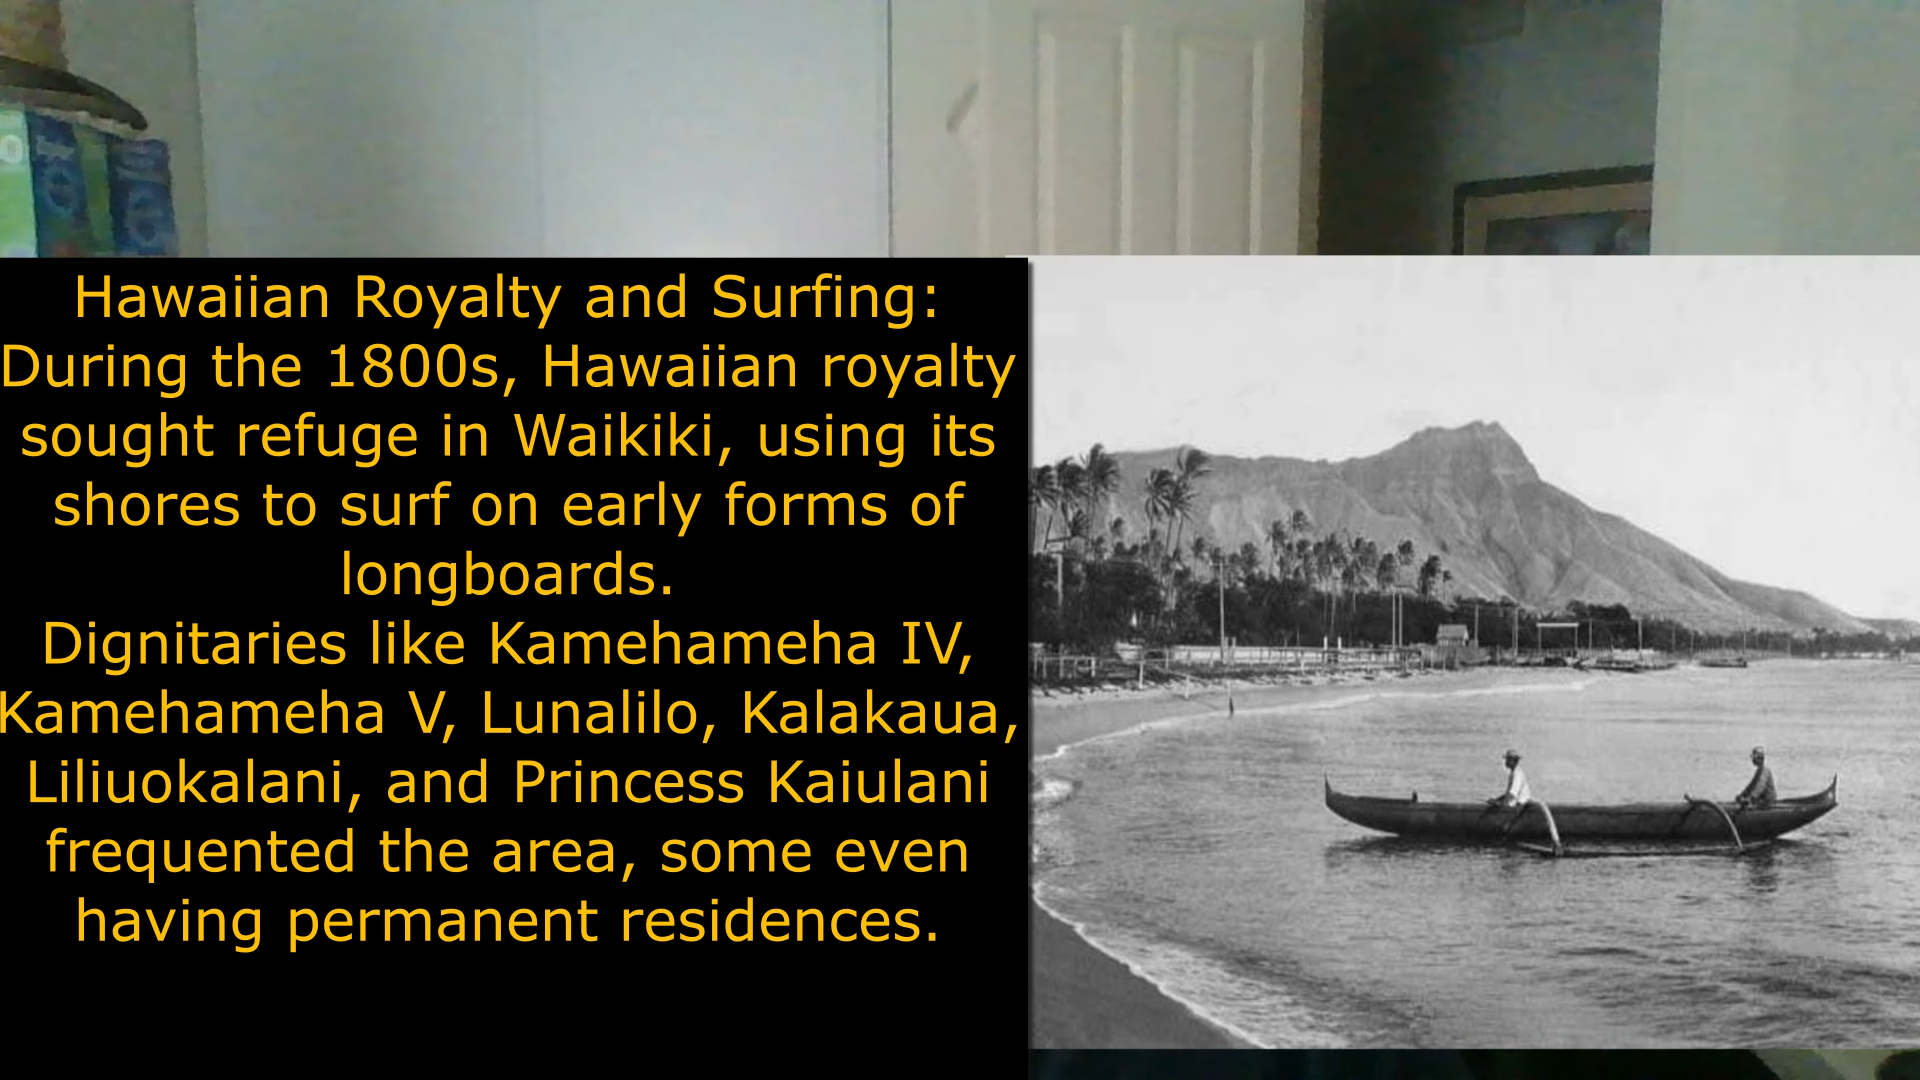 Hawaiian Royalty and Surfing:
During the 1800s, Hawaiian royalty
sought refuge in Waikiki, using its
shores to surf on early forms of
longboards.
Dignitaries like Kamehameha IV,
Kamehameha V, Lunalilo, Kalakaua,
Liliuokalani, and Princess Kaiulani
frequented the area, some even
having permanent residences.